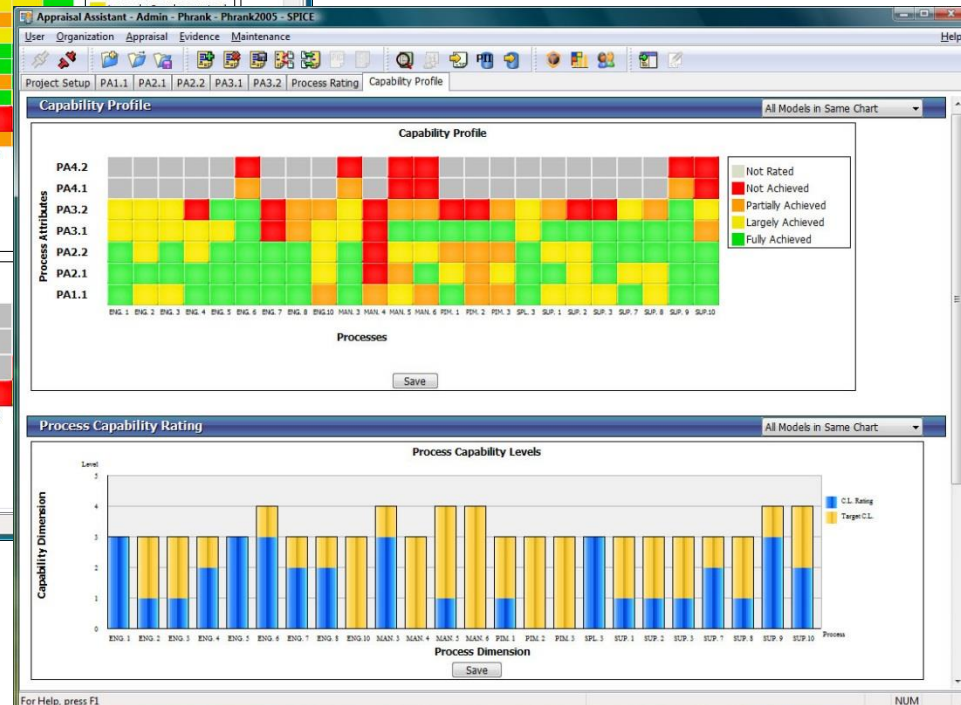 Appraisal Assistant - Admin - Phrank - Phrank2005 - SPICE
User Organization Appraisal Evidence Maintenance Help
Project Setup PA1.1 PA2.1 PA2.2 PA3.1 PA3.2 Process Rating Capability Profile
Capability Profile All Models in Same Chart
Capability Profile
Process Attributes
PA4.2
PA4.1
PA3.2
PA3.1
PA2.2
PA2.1
PA1.1
Not Rated
Not Achieved
Partially Achieved
Largely Achieved
Fully Achieved
ENG. 1 ENG. 2 ENG. 3 ENG. 4 ENG. 5 ENG. 6 ENG. 7 ENG. 8 ENG.10 MAN. 3 MAN. 4 MAN. 5 MAN. 6 PIM. 1 PIM. 2 PIM. 3 SPL. 3 SUP. 1 SUP. 2 SUP. 3 SUP. 7 SUP. 8 SUP. 9 SUP.10
Processes
Save
Process Capability Rating All Models in Same Chart
Process Capability Levels
Level
Capability Dimension
5
4
3
2
1
0
C.L. Rating
Target C.L.
ENG. 1 ENG. 2 ENG. 3 ENG. 4 ENG. 5 ENG. 6 ENG. 7 ENG. 8 ENG.10 MAN. 3 MAN. 4 MAN. 5 MAN. 6 PIM. 1 PIM. 2 PIM. 3 SPL. 3 SUP. 1 SUP. 2 SUP. 3 SUP. 7 SUP. 8 SUP. 9 SUP.10 Process
Process Dimension
Save
For Help, press F1 NUM